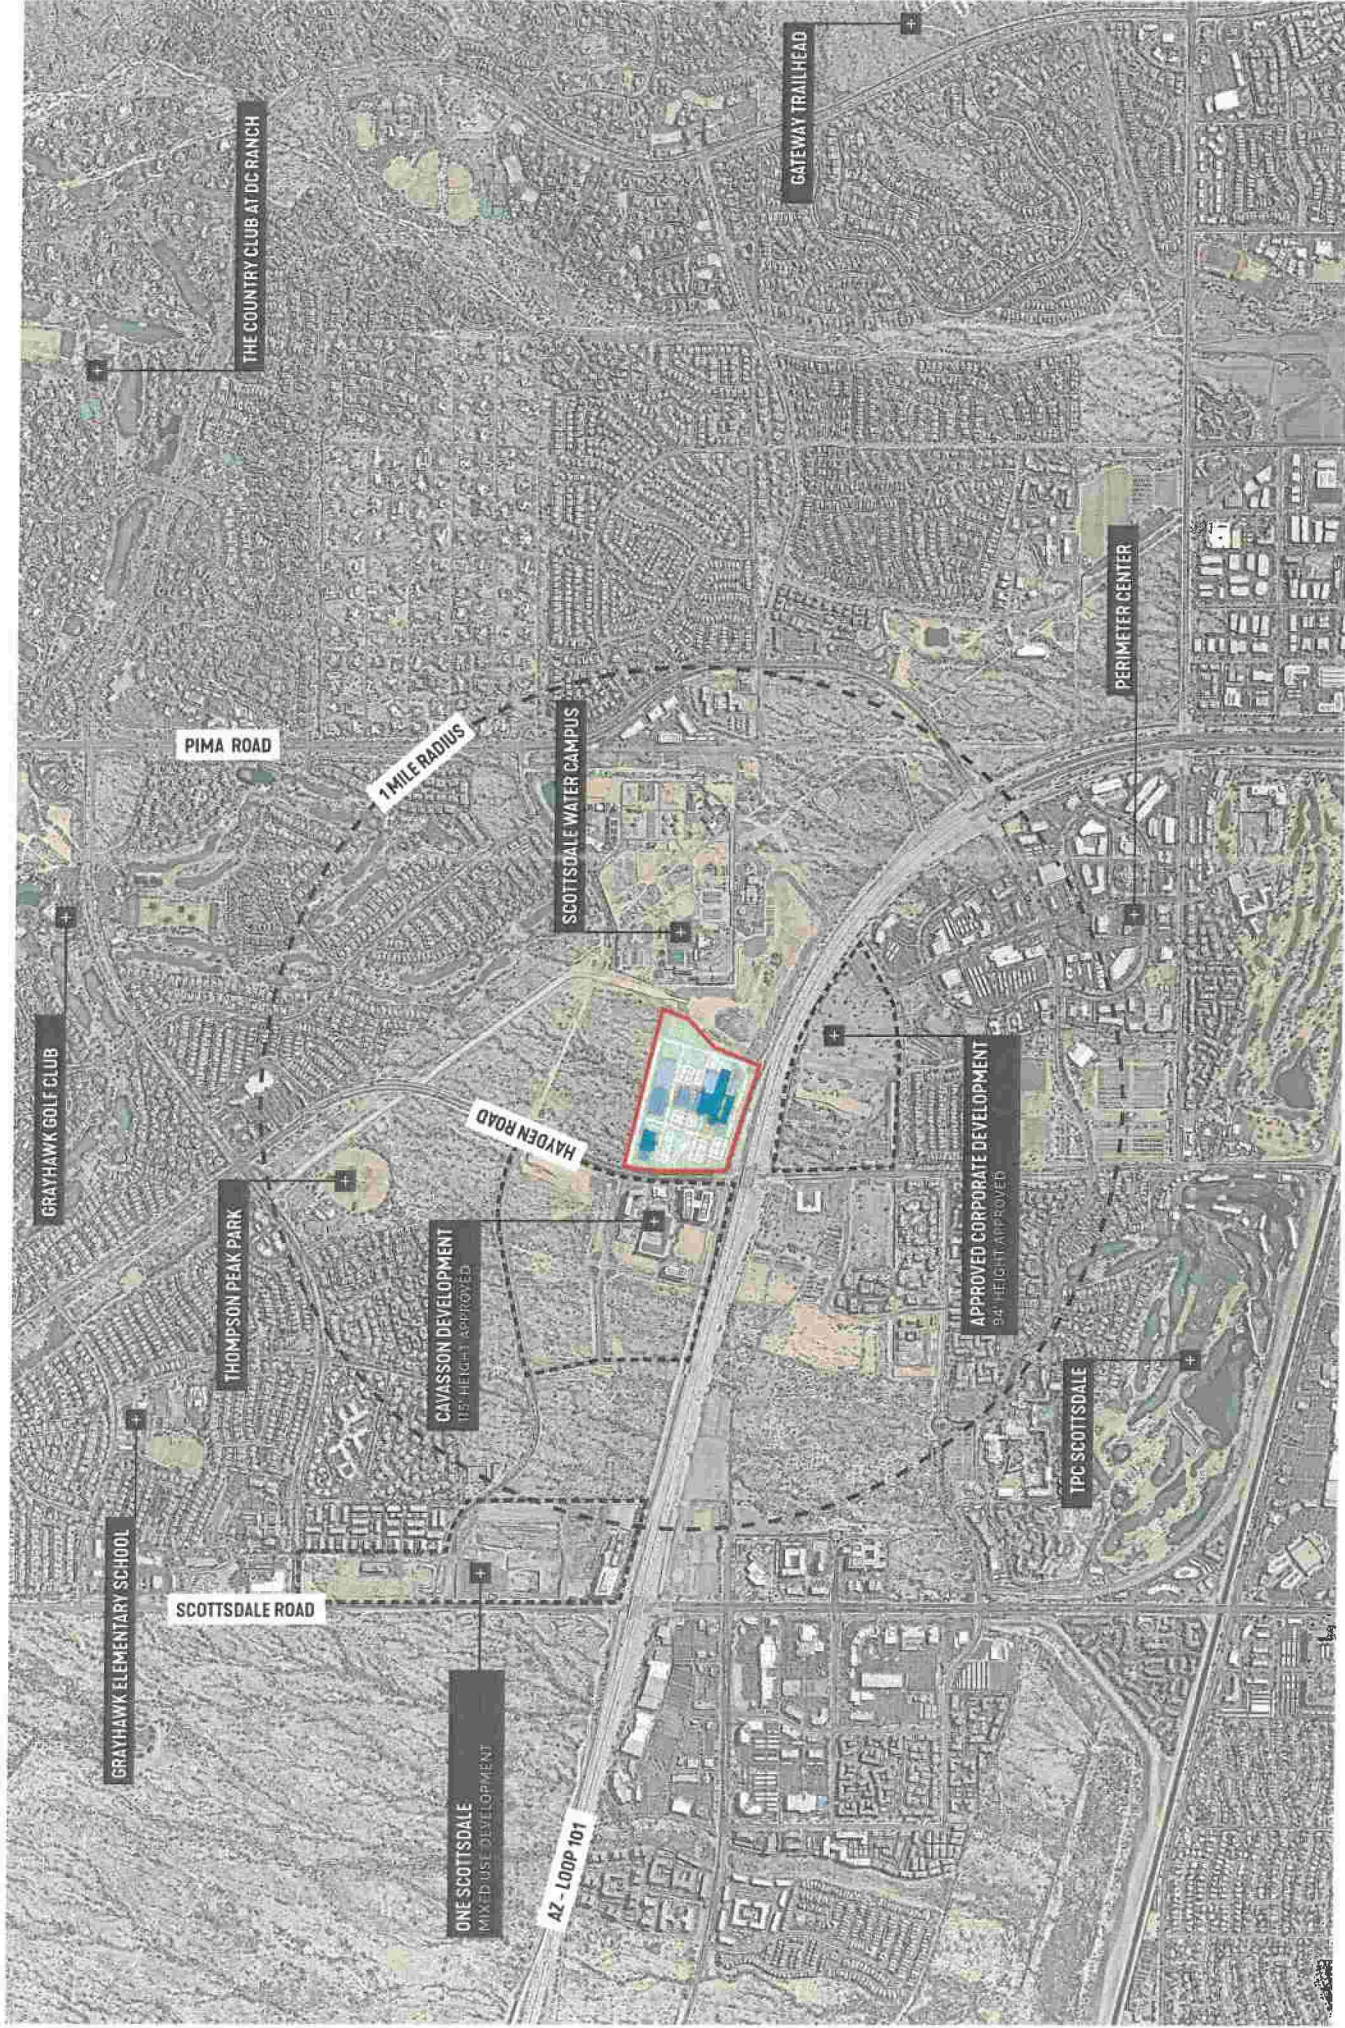 GRAYHAWK ELEMENTARY SCHOOL
SCOTTSDALE ROAD
ONE SCOTTSDALE
MIXED USE DEVELOPMENT
AZ - LOOP 101
GRAYHAWK GOLF CLUB
THOMPSON PEAK PARK
CAVASSON DEVELOPMENT
HEIGHT APPROVED
HAYDEN ROAD
APPROVED CORPORATE DEVELOPMENT
94' HEIGHT APPROVED
TPC SCOTTSDALE
PIMA ROAD
1 MILE RADIUS
SCOTTSDALE WATER CAMPUS
PERIMETER CENTER
THE COUNTRY CLUB AT DC RANCH
GATEWAY TRAILHEAD